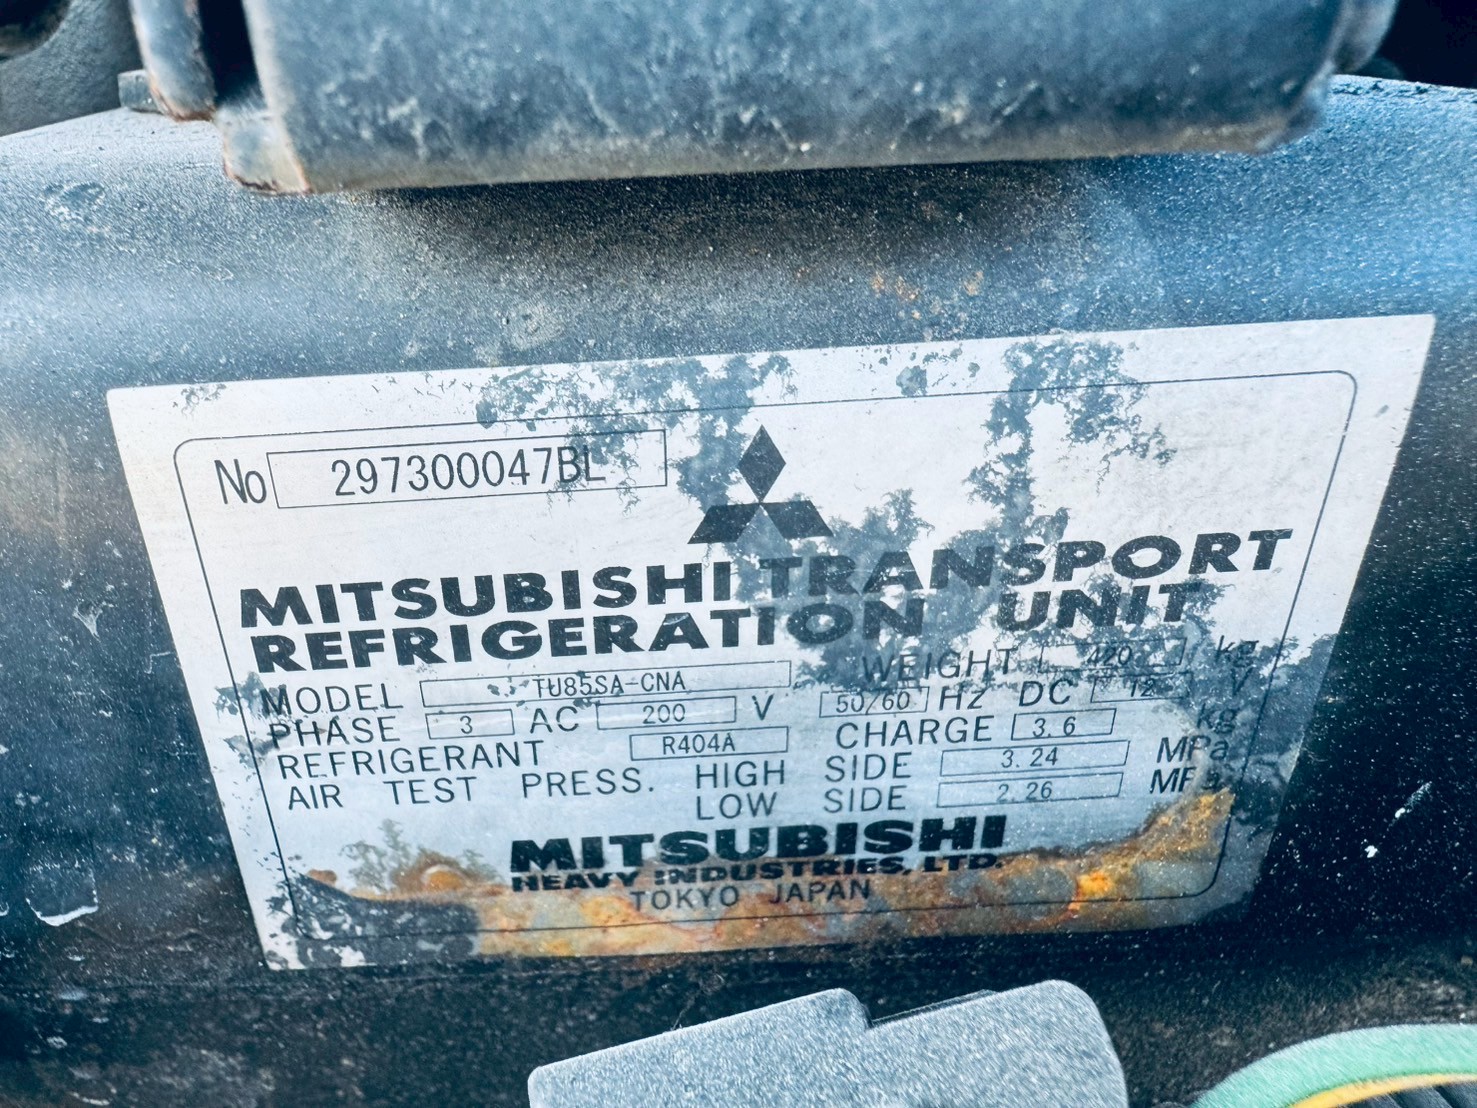 No 297300047BL
MITSUBISHI TRANSPORT
REFRIGERATION UNIT
MODEL TU85SA-CNA WEIGHT 420 kg
PHASE 3 AC 200 V 50/60 Hz DC 12 V
REFRIGERANT R404A CHARGE 3.6 kg
AIR TEST PRESS. HIGH SIDE 3.24 MPa
LOW SIDE 2.26 MPa
MITSUBISHI
HEAVY INDUSTRIES, LTD.
TOKYO JAPAN